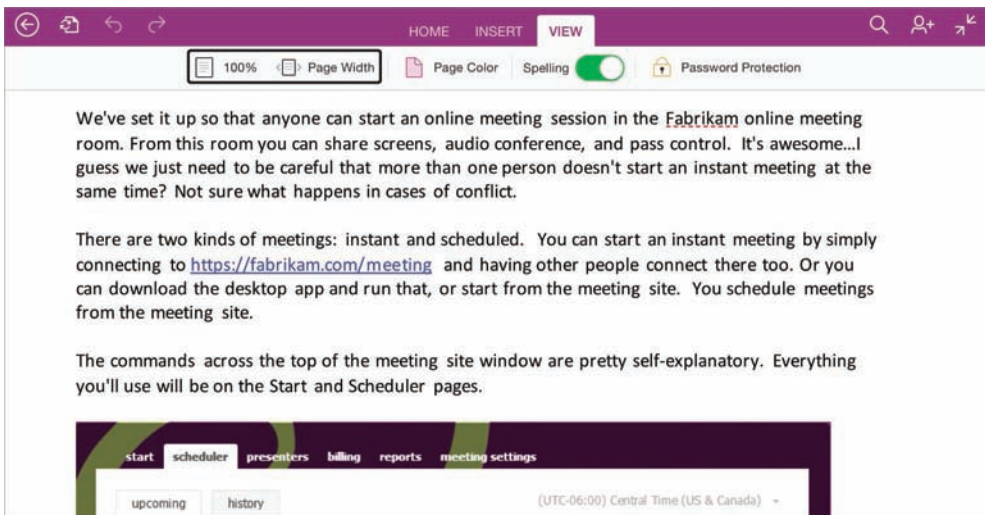 HOME INSERT VIEW
100% Page Width Page Color Spelling Password Protection
We've set it up so that anyone can start an online meeting session in the Fabrikam online meeting
room. From this room you can share screens, audio conference, and pass control. It's awesome...I
guess we just need to be careful that more than one person doesn't start an instant meeting at the
same time? Not sure what happens in cases of conflict.
There are two kinds of meetings: instant and scheduled. You can start an instant meeting by simply
connecting to https://fabrikam.com/meeting and having other people connect there too. Or you
can download the desktop app and run that, or start from the meeting site. You schedule meetings
from the meeting site.
The commands across the top of the meeting site window are pretty self-explanatory. Everything
you'll use will be on the Start and Scheduler pages.
start scheduler presenters billing reports meeting settings
upcoming history (UTC-06:00) Central Time (US & Canada)